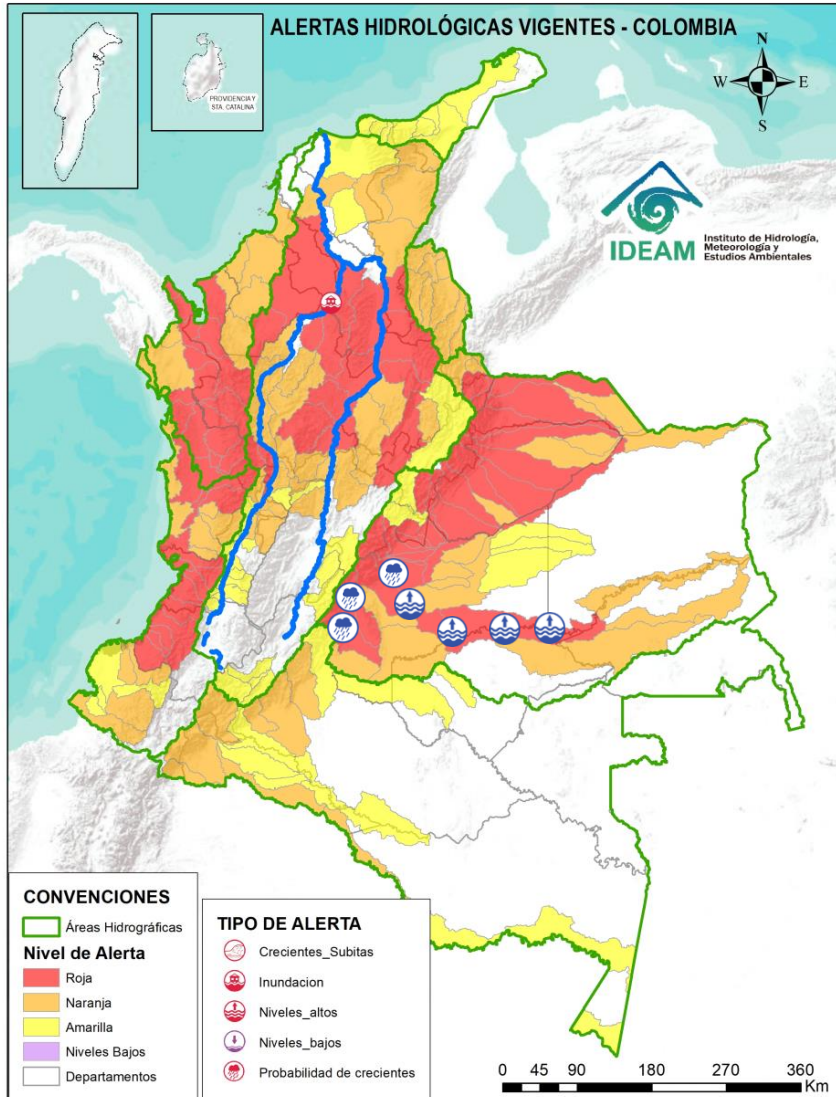 ALERTAS HIDROLÓGICAS VIGENTES - COLOMBIA
PROVIDENCIA Y
STA. CATALINA
N
W
E
S
IDEAM
Instituto de Hidrología,
Meteorología y
Estudios Ambientales
CONVENCIONES
Áreas Hidrográficas
Nivel de Alerta
Roja
Naranja
Amarilla
Niveles Bajos
Departamentos
TIPO DE ALERTA
Crecientes_Subitas
Inundacion
Niveles_altos
Niveles_bajos
Probabilidad de crecientes
0 45 90 180 270 360
Km